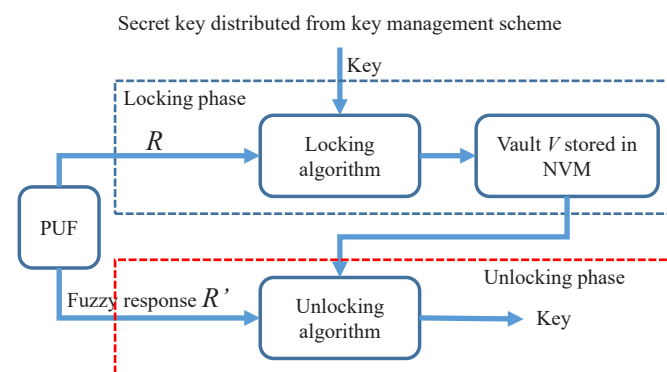 Secret key distributed from key management scheme
Key
Locking phase
R
Locking
algorithm
Vault V stored in
NVM
PUF
Unlocking phase
Fuzzy response R’
Unlocking
algorithm
Key